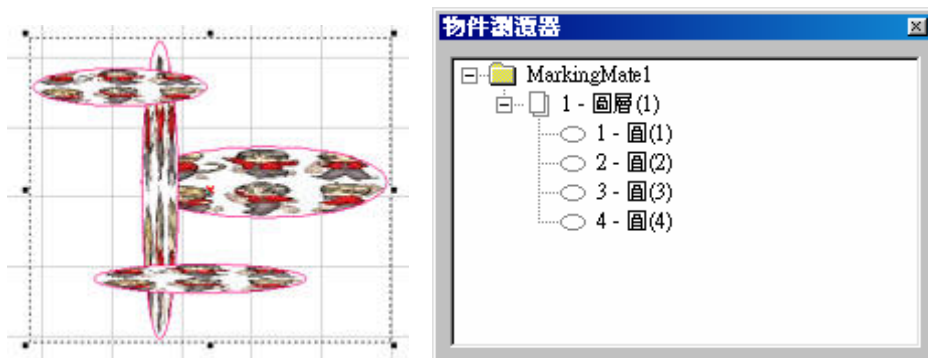 物件瀏覽器
MarkingMate1
1 - 圖層(1)
1 - 圓(1)
2 - 圓(2)
3 - 圓(3)
4 - 圓(4)